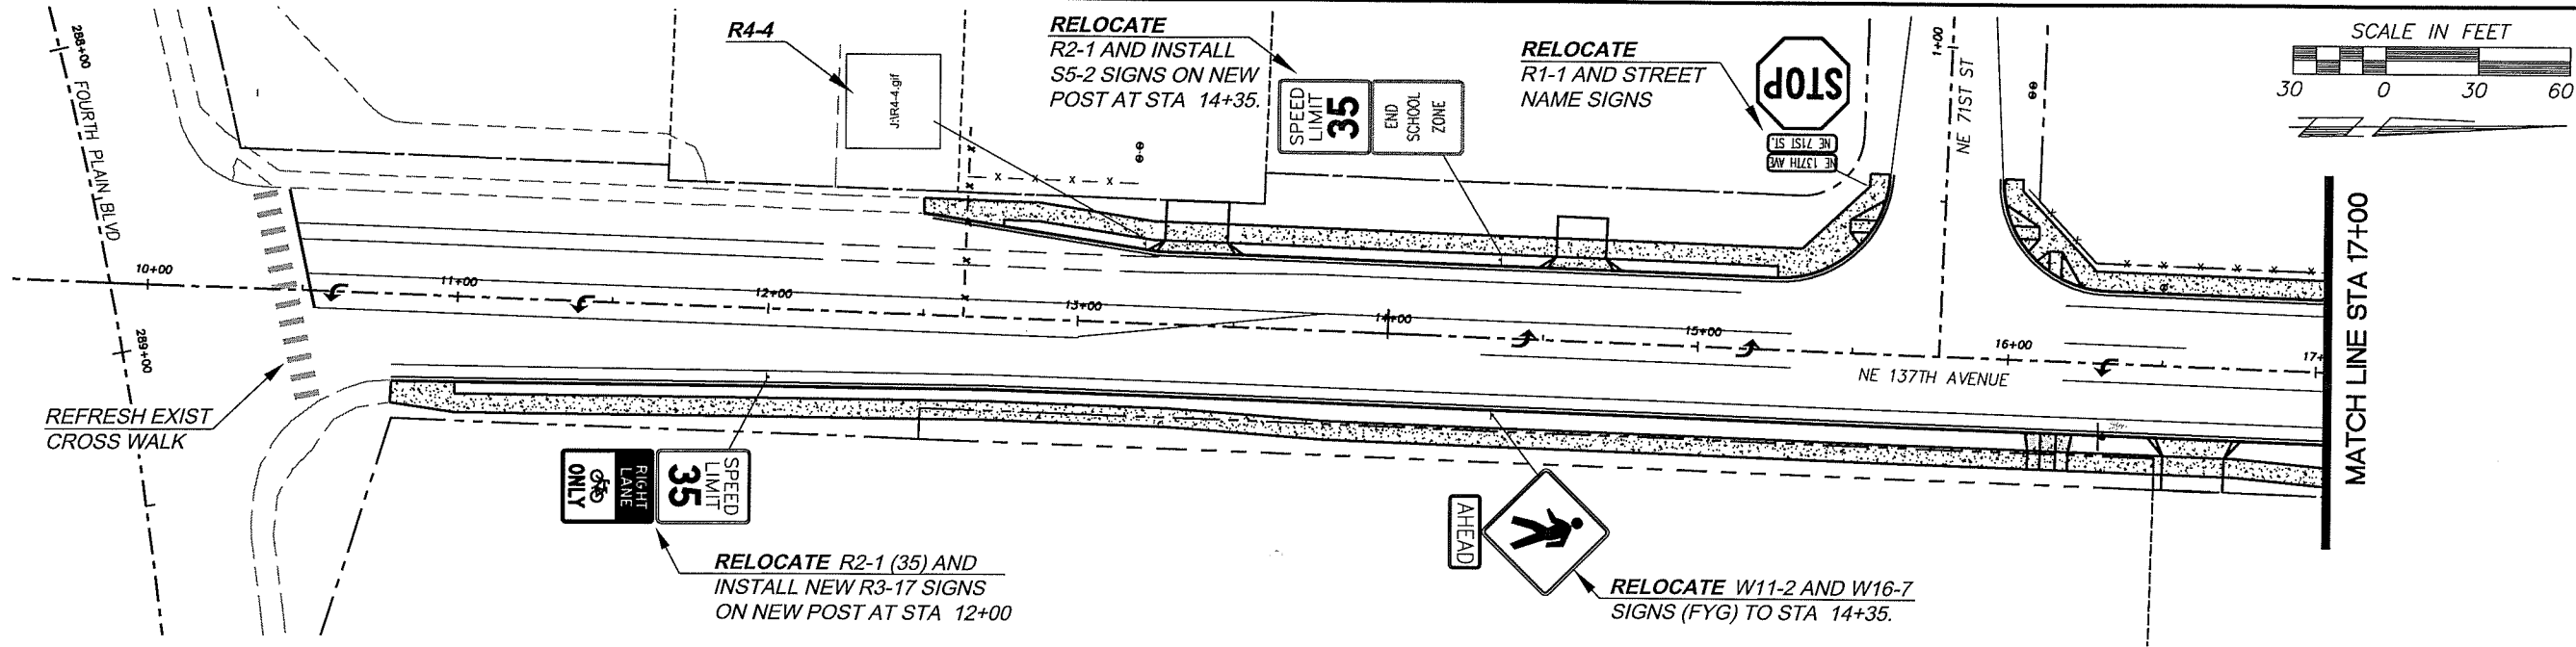 288+00
FOURTH PLAIN BLVD
289+00
10+00
REFRESH EXIST
CROSS WALK
R4-4
J:\R4-4.gif
RELOCATE
R2-1 AND INSTALL
S5-2 SIGNS ON NEW
POST AT STA 14+35.
SPEED
LIMIT
35
END
SCHOOL
ZONE
RELOCATE
R1-1 AND STREET
NAME SIGNS
STOP
NE 71ST ST.
NE 137TH AVE
1+00
NE 71ST ST
SCALE IN FEET
30 0 30 60
11+00
12+00
13+00
14+00
15+00
16+00
17+
NE 137TH AVENUE
MATCH LINE STA 17+00
SPEED
LIMIT
35
RIGHT
LANE
ONLY
RELOCATE R2-1 (35) AND
INSTALL NEW R3-17 SIGNS
ON NEW POST AT STA 12+00
AHEAD
RELOCATE W11-2 AND W16-7
SIGNS (FYG) TO STA 14+35.